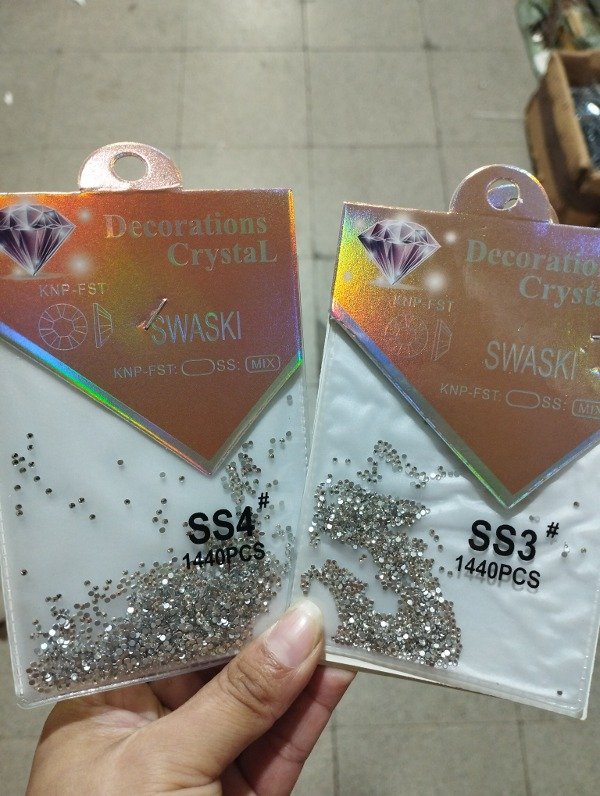 Decorations
CrystaL
KNP-FST
SWASKI
KNP-FST: SS: MIX
SS4#
1440PCS
Decoration
Crysta
KNP-FST
SWASKI
KNP-FST: SS: MIX
SS3#
1440PCS